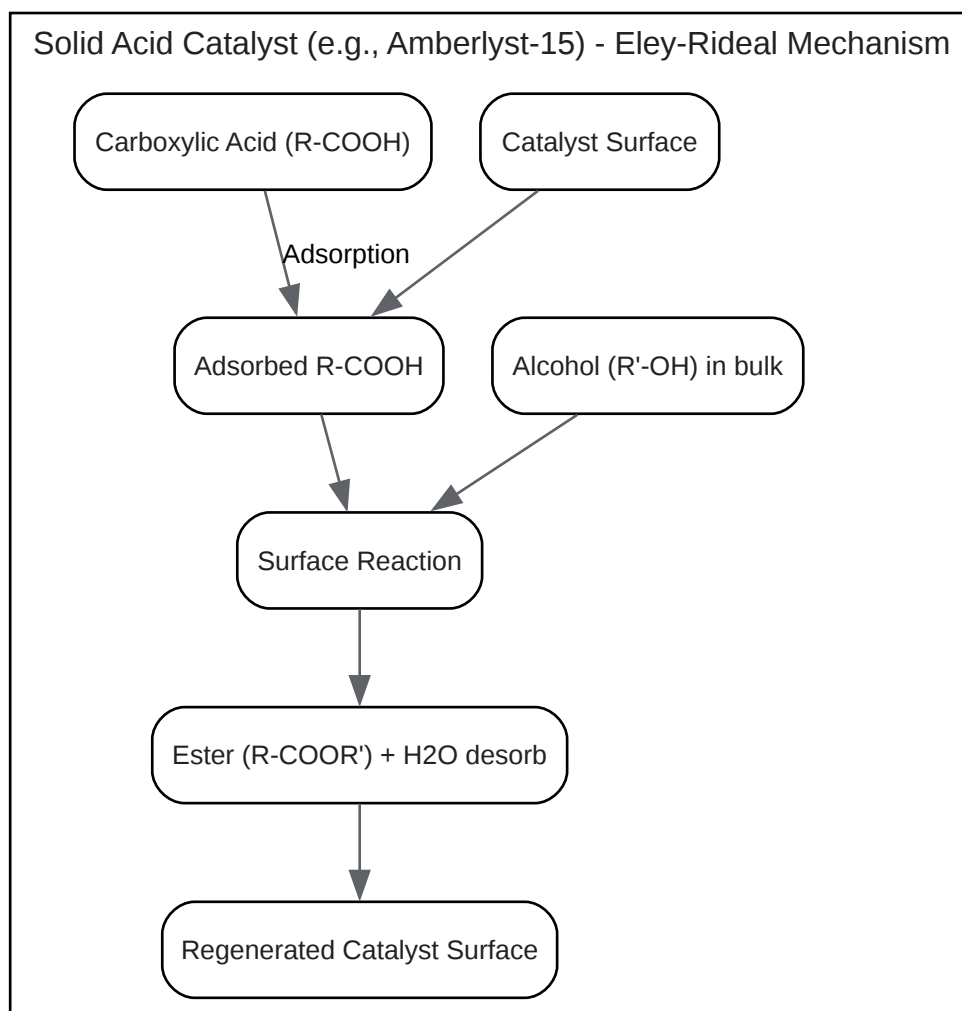 Solid Acid Catalyst (e.g., Amberlyst-15) - Eley-Rideal Mechanism
Carboxylic Acid (R-COOH)
Catalyst Surface
Adsorption
Adsorbed R-COOH
Alcohol (R'-OH) in bulk
Surface Reaction
Ester (R-COOR') + H2O desorb
Regenerated Catalyst Surface